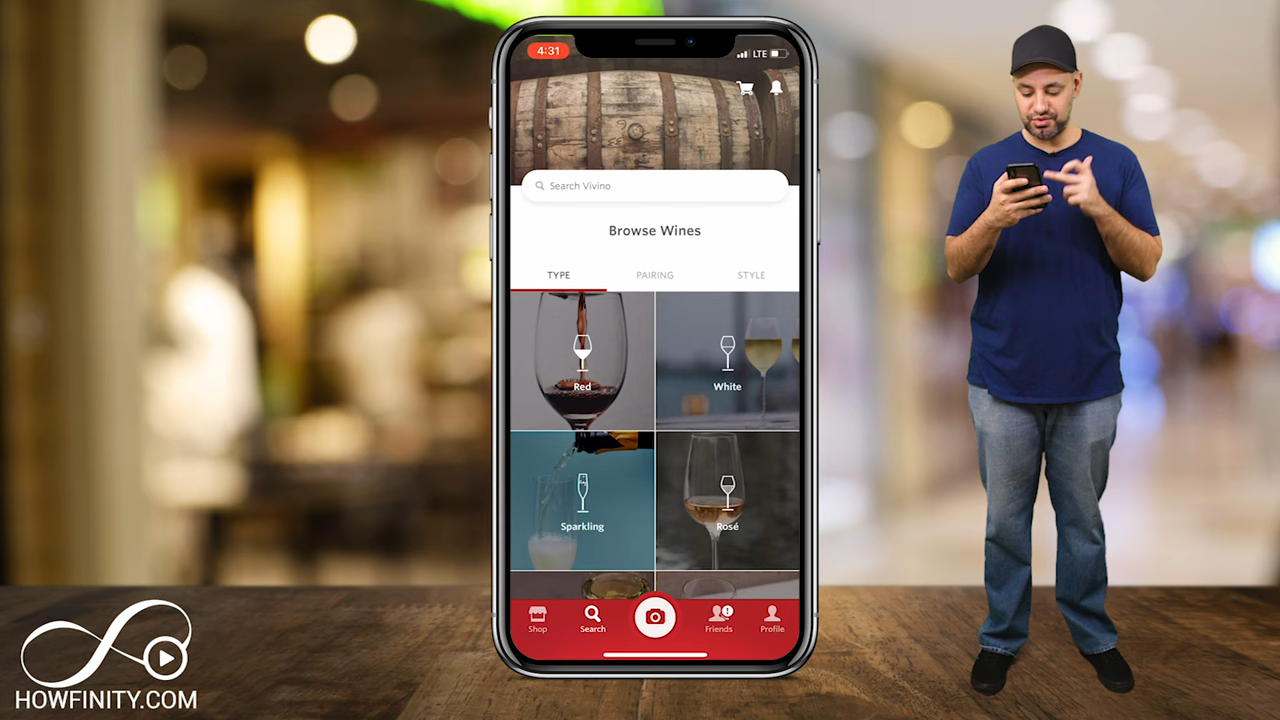 4:31
LTE
Search Vivino
Browse Wines
TYPE
PAIRING
STYLE
Red
White
Sparkling
Rosé
Shop
Search
Friends
Profile
HOWFINITY.COM